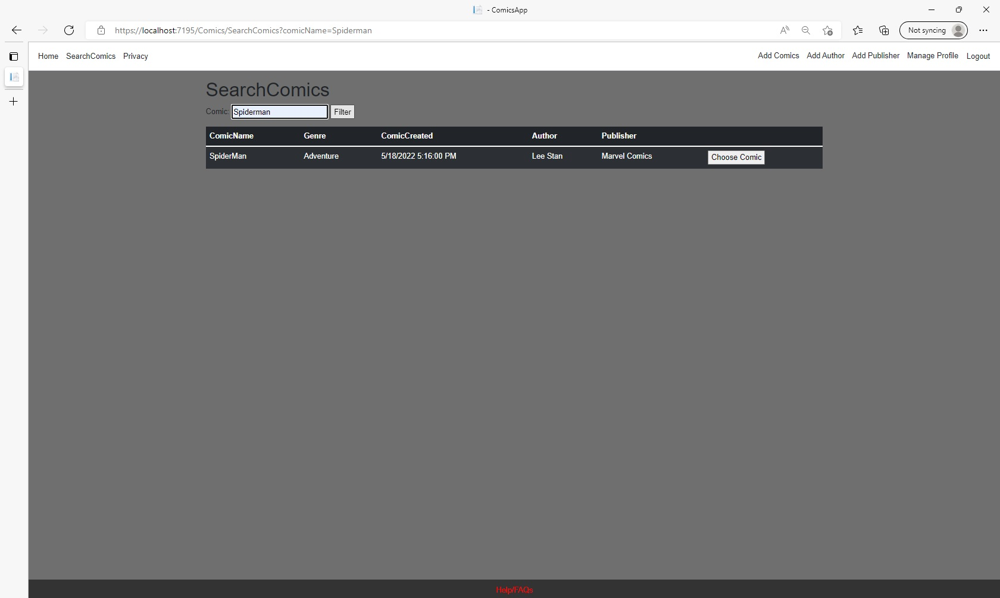 - ComicsApp
https://localhost:7195/Comics/SearchComics?comicName=Spiderman
Not syncing
Home SearchComics Privacy Add Comics Add Author Add Publisher Manage Profile Logout
SearchComics
Comic: Spiderman Filter
ComicName Genre ComicCreated Author Publisher
SpiderMan Adventure 5/18/2022 5:16:00 PM Lee Stan Marvel Comics Choose Comic
Help/FAQs